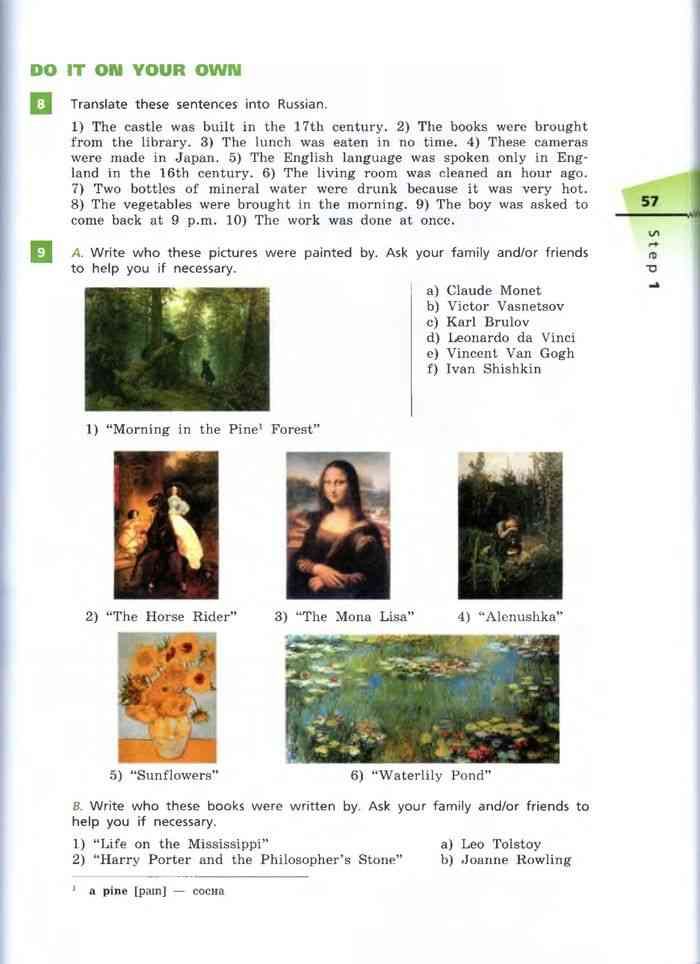 DO IT ON YOUR OWN
8 Translate these sentences into Russian.
1) The castle was built in the 17th century. 2) The books were brought
from the library. 3) The lunch was eaten in no time. 4) These cameras
were made in Japan. 5) The English language was spoken only in Eng-
land in the 16th century. 6) The living room was cleaned an hour ago.
7) Two bottles of mineral water were drunk because it was very hot.
8) The vegetables were brought in the morning. 9) The boy was asked to
come back at 9 p.m. 10) The work was done at once.
57
Step 1
9 A. Write who these pictures were painted by. Ask your family and/or friends
to help you if necessary.
a) Claude Monet
b) Victor Vasnetsov
c) Karl Brulov
d) Leonardo da Vinci
e) Vincent Van Gogh
f) Ivan Shishkin
1) “Morning in the Pine¹ Forest”
2) “The Horse Rider”
3) “The Mona Lisa”
4) “Alenushka”
5) “Sunflowers”
6) “Waterlily Pond”
B. Write who these books were written by. Ask your family and/or friends to
help you if necessary.
1) “Life on the Mississippi”
2) “Harry Porter and the Philosopher’s Stone”
a) Leo Tolstoy
b) Joanne Rowling
¹ a pine [paɪn] — сосна